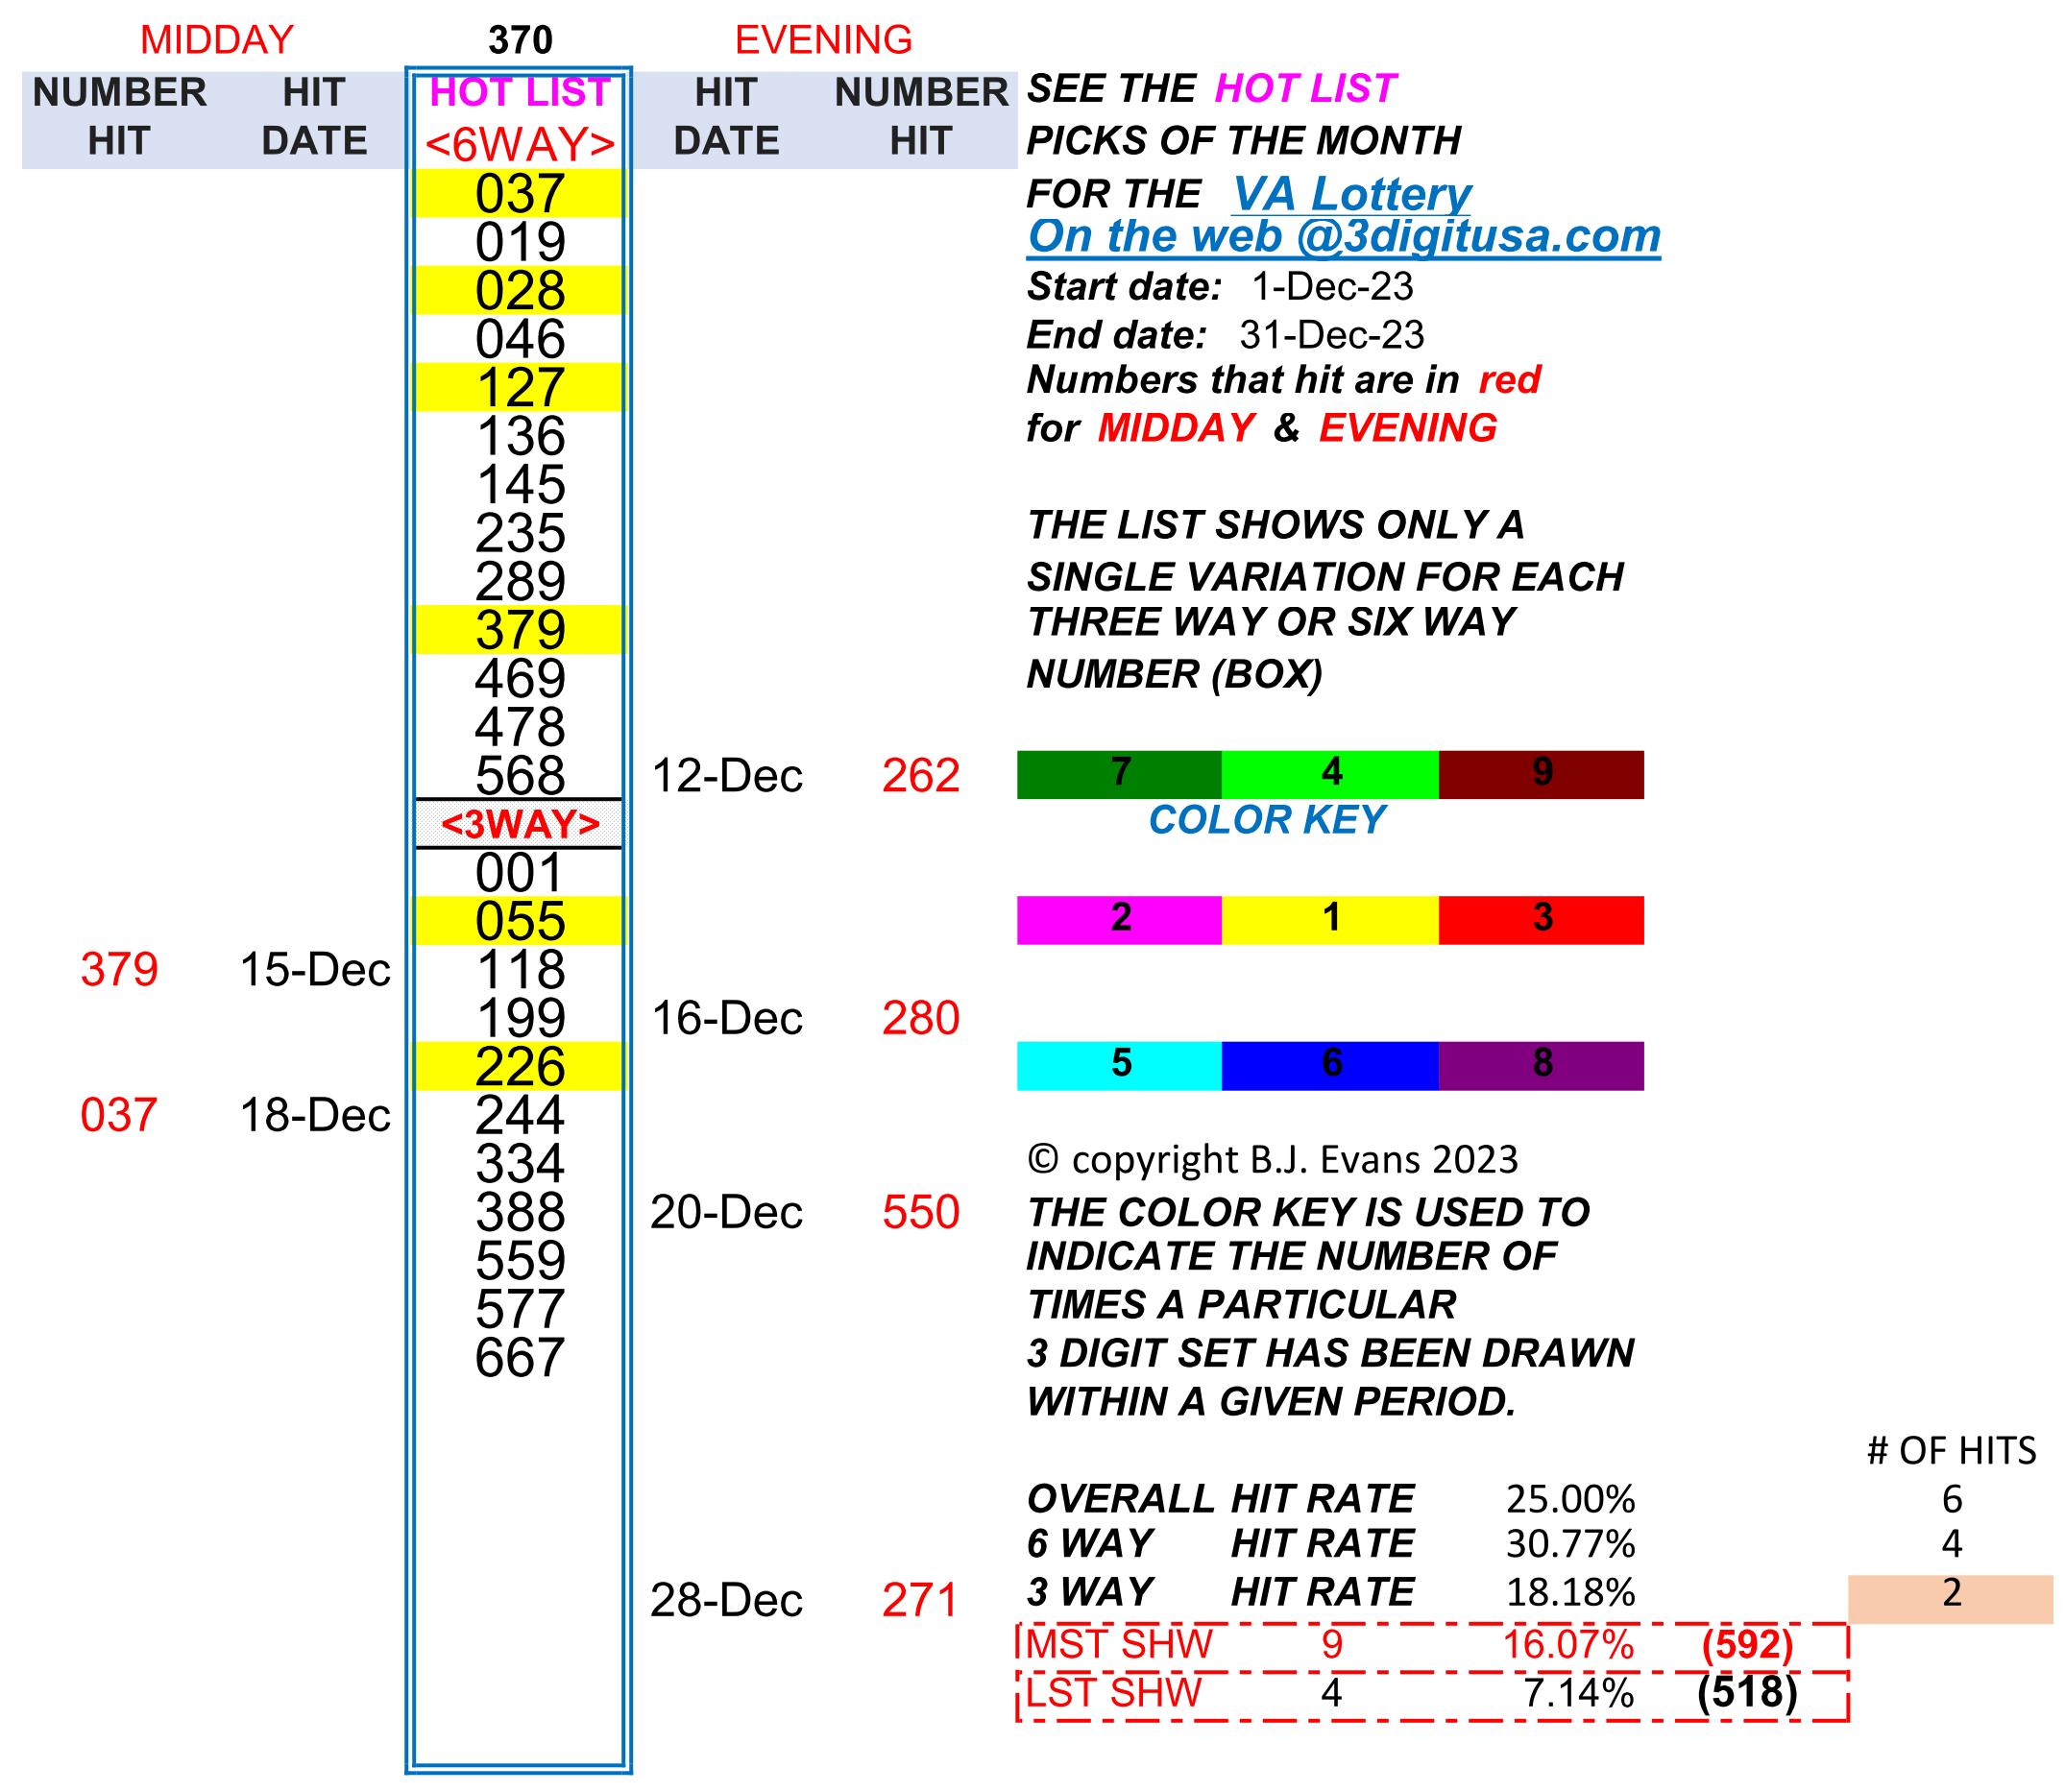 MIDDAY 370 EVENING
NUMBER HIT HOT LIST HIT NUMBER SEE THE HOT LIST
HIT DATE <6WAY> DATE HIT PICKS OF THE MONTH
037 FOR THE VA Lottery
019 On the web @3digitusa.com
028 Start date: 1-Dec-23
046 End date: 31-Dec-23
127 Numbers that hit are in red
136 for MIDDAY & EVENING
145
235 THE LIST SHOWS ONLY A
289 SINGLE VARIATION FOR EACH
379 THREE WAY OR SIX WAY
469 NUMBER (BOX)
478
568 12-Dec 262 7 4 9
<3WAY> COLOR KEY
001
055 2 1 3
379 15-Dec 118
199 16-Dec 280
226 5 6 8
037 18-Dec 244
334 © copyright B.J. Evans 2023
388 20-Dec 550 THE COLOR KEY IS USED TO
559 INDICATE THE NUMBER OF
577 TIMES A PARTICULAR
667 3 DIGIT SET HAS BEEN DRAWN
WITHIN A GIVEN PERIOD.
# OF HITS
OVERALL HIT RATE 25.00% 6
6 WAY HIT RATE 30.77% 4
28-Dec 271 3 WAY HIT RATE 18.18% 2
MST SHW 9 16.07% (592)
LST SHW 4 7.14% (518)